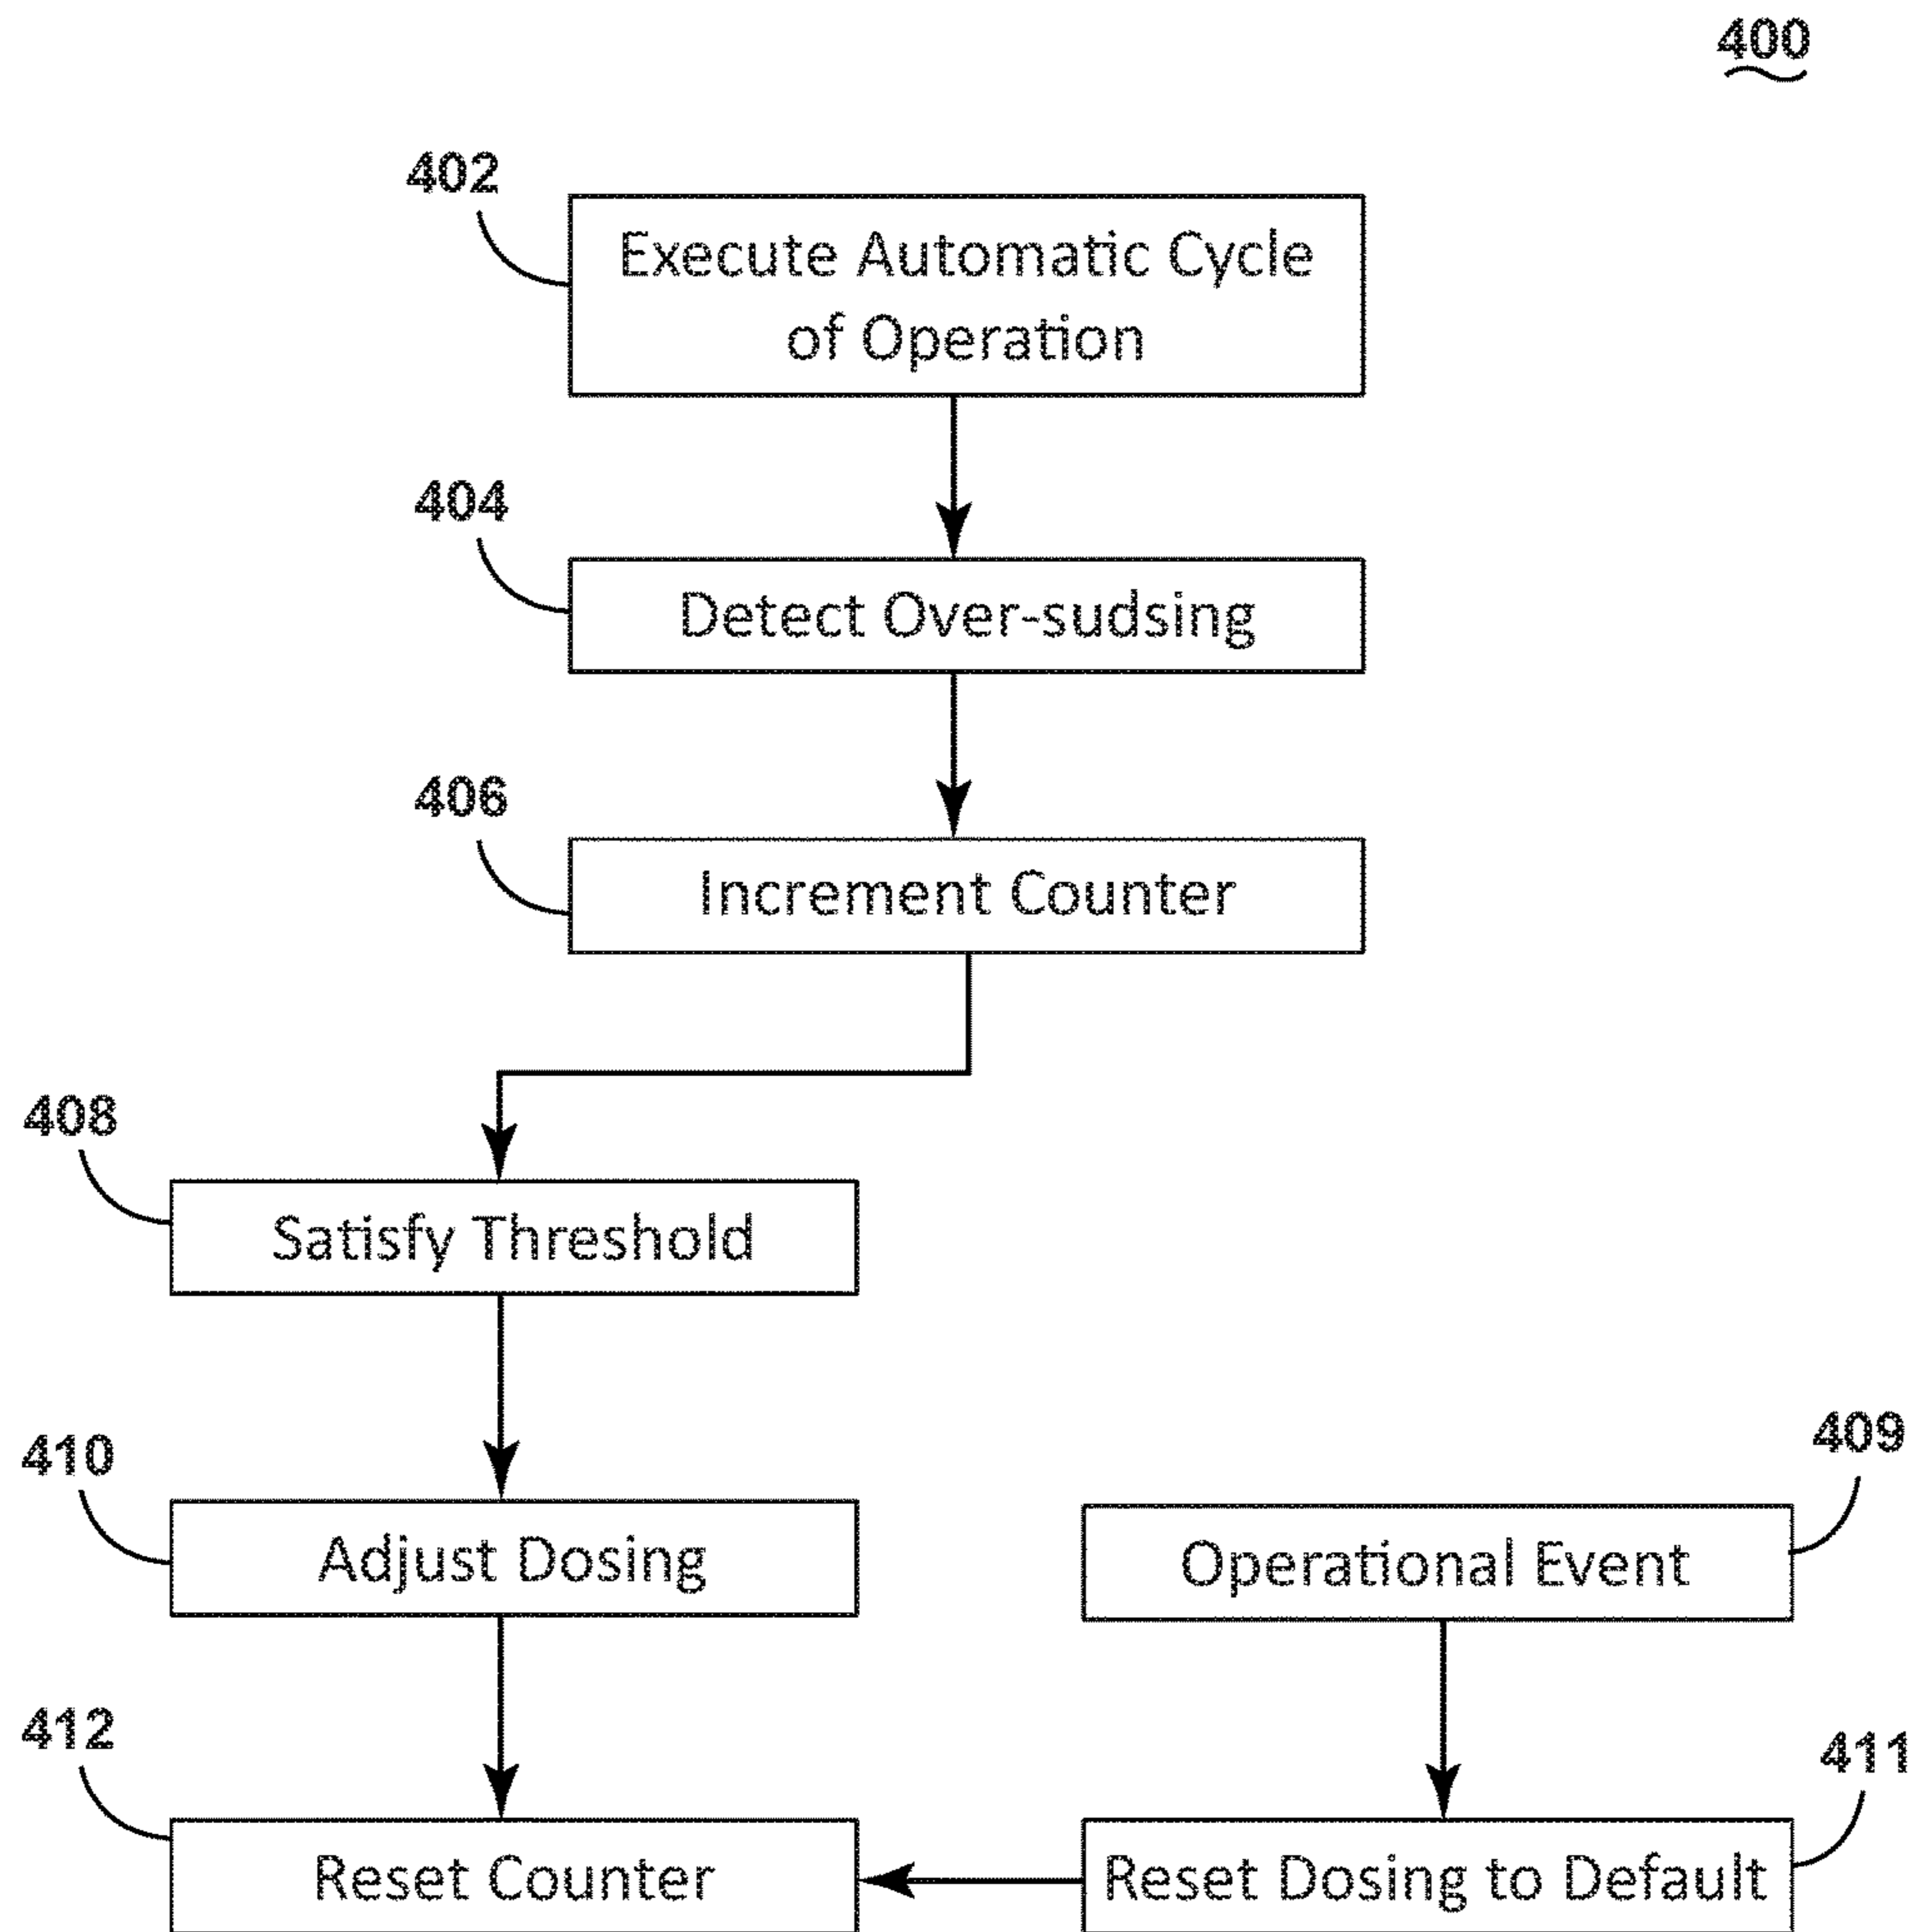 400
402
Execute Automatic Cycle
of Operation
404
Detect Over-sudsing
406
Increment Counter
408
Satisfy Threshold
410
Adjust Dosing
409
Operational Event
412
Reset Counter
411
Reset Dosing to Default